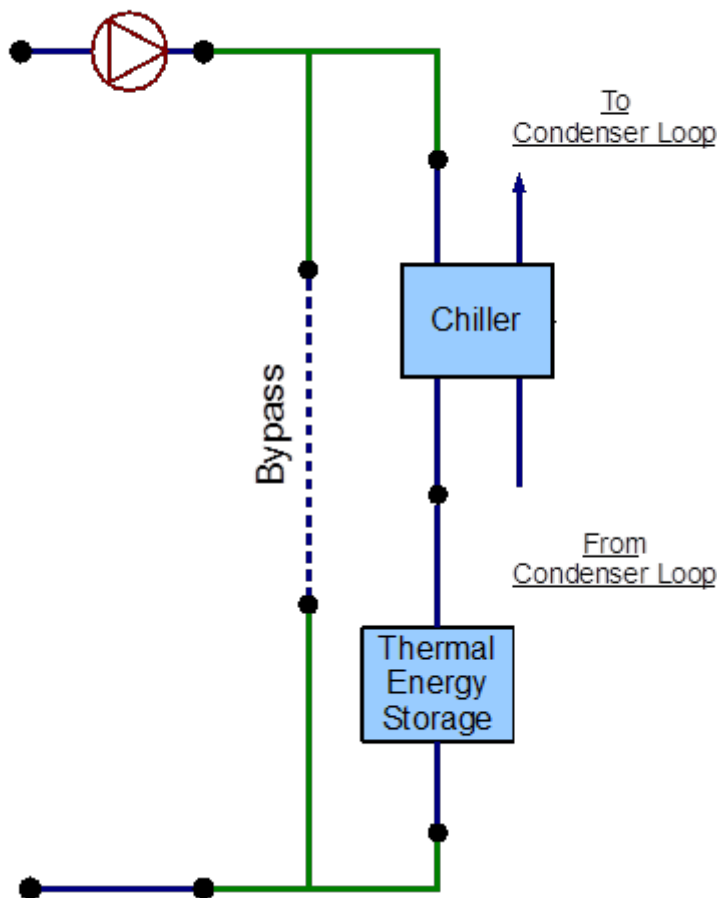 To
Condenser Loop
Chiller
Bypass
From
Condenser Loop
Thermal
Energy
Storage